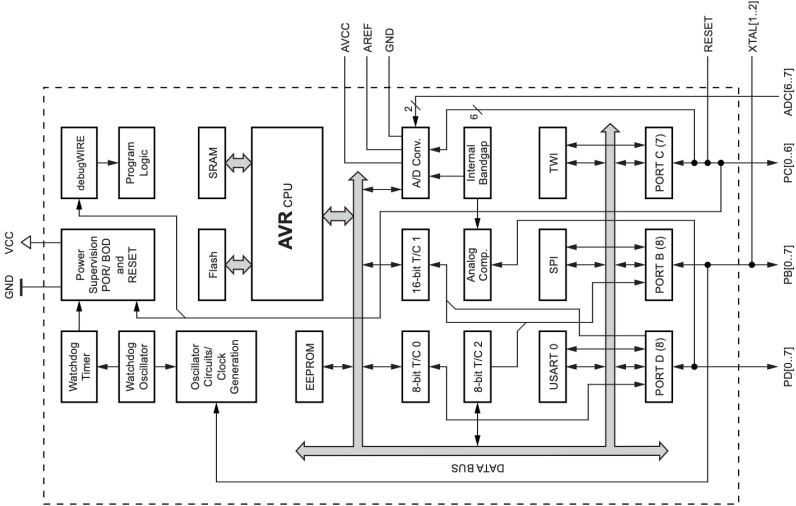 GND
VCC
Watchdog
Timer
Watchdog
Oscillator
Oscillator
Circuits/
Clock
Generation
Power
Supervision
POR/ BOD
and
RESET
debugWIRE
Program
Logic
EEPROM
Flash
SRAM
AVR CPU
AVCC
AREF
GND
8-bit T/C 0
16-bit T/C 1
A/D Conv.
2
6
8-bit T/C 2
Analog
Comp.
Internal
Bandgap
DATA BUS
USART 0
SPI
TWI
PORT D (8)
PORT B (8)
PORT C (7)
RESET
XTAL[1..2]
PD[0..7]
PB[0..7]
PC[0..6]
ADC[6..7]